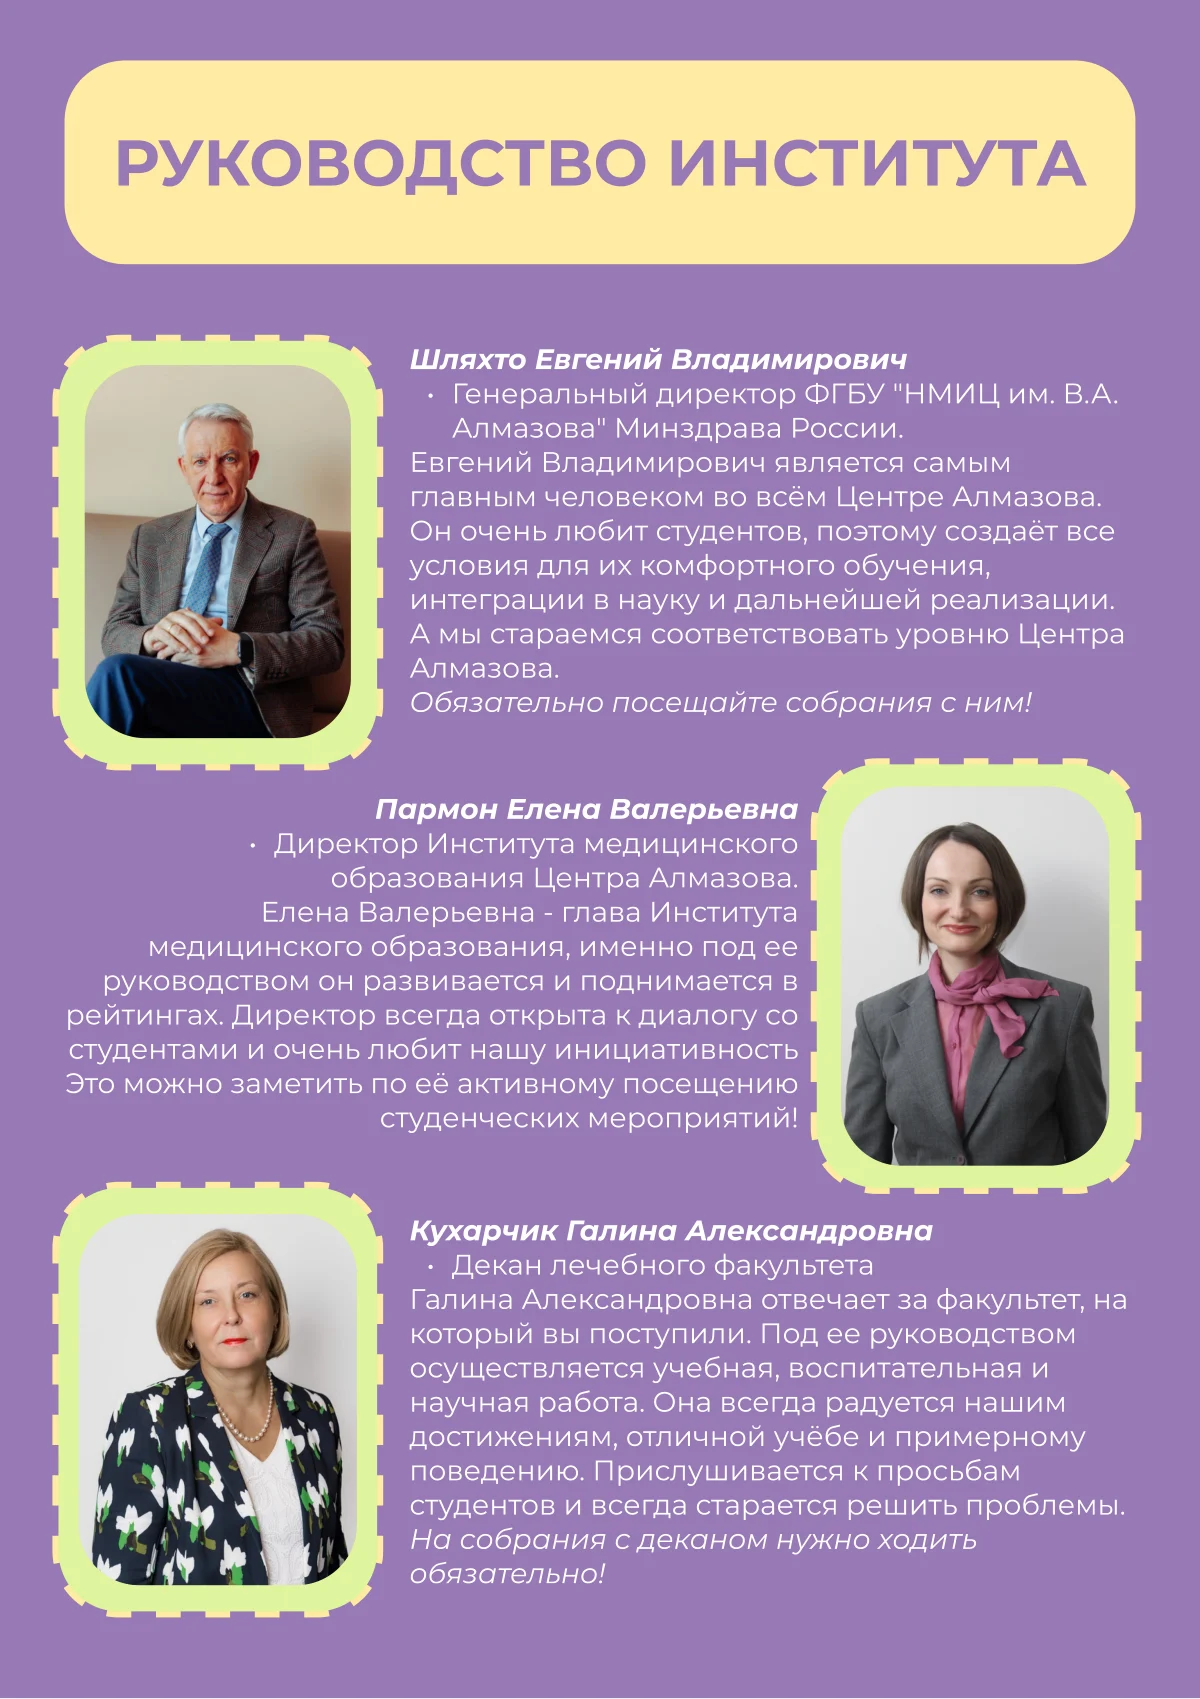 РУКОВОДСТВО ИНСТИТУТА
Шляхто Евгений Владимирович
• Генеральный директор ФГБУ "НМИЦ им. В.А.
Алмазова" Минздрава России.
Евгений Владимирович является самым
главным человеком во всём Центре Алмазова.
Он очень любит студентов, поэтому создаёт все
условия для их комфортного обучения,
интеграции в науку и дальнейшей реализации.
А мы стараемся соответствовать уровню Центра
Алмазова.
Обязательно посещайте собрания с ним!
Пармон Елена Валерьевна
• Директор Института медицинского
образования Центра Алмазова.
Елена Валерьевна - глава Института
медицинского образования, именно под ее
руководством он развивается и поднимается в
рейтингах. Директор всегда открыта к диалогу со
студентами и очень любит нашу инициативность
Это можно заметить по её активному посещению
студенческих мероприятий!
Кухарчик Галина Александровна
• Декан лечебного факультета
Галина Александровна отвечает за факультет, на
который вы поступили. Под ее руководством
осуществляется учебная, воспитательная и
научная работа. Она всегда радуется нашим
достижениям, отличной учёбе и примерному
поведению. Прислушивается к просьбам
студентов и всегда старается решить проблемы.
На собрания с деканом нужно ходить
обязательно!